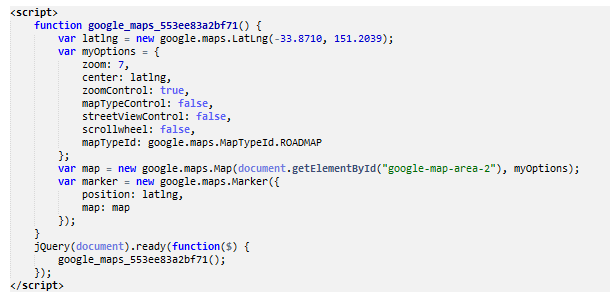 <script>
function google_maps_553ee83a2bf71() {
var latlng = new google.maps.LatLng(-33.8710, 151.2039);
var myOptions = {
zoom: 7,
center: latlng,
zoomControl: true,
mapTypeControl: false,
streetViewControl: false,
scrollwheel: false,
mapTypeId: google.maps.MapTypeId.ROADMAP
};
var map = new google.maps.Map(document.getElementById("google-map-area-2"), myOptions);
var marker = new google.maps.Marker({
position: latlng,
map: map
});
}
jQuery(document).ready(function($) {
google_maps_553ee83a2bf71();
});
</script>